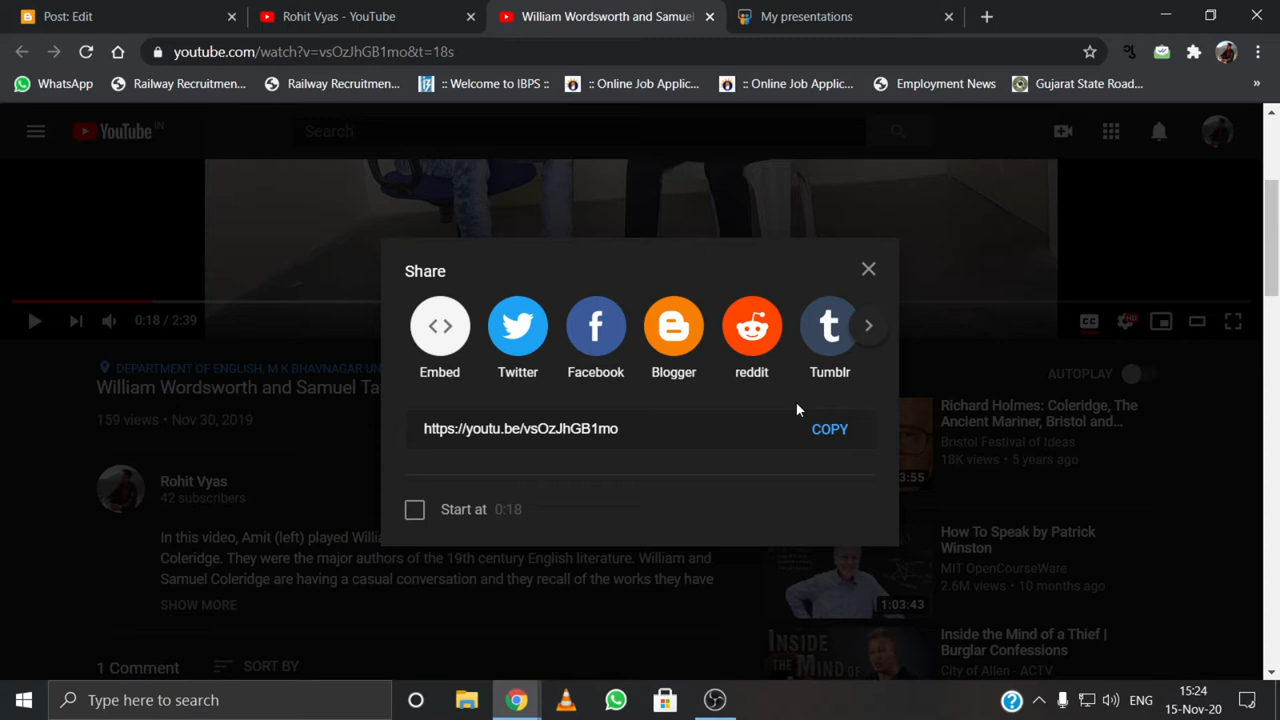 Post: Edit
Rohit Vyas - YouTube
William Wordsworth and Samuel
My presentations
youtube.com/watch?v=vsOzJhGB1mo&t=18s
WhatsApp
Railway Recruitmen...
Railway Recruitmen...
:: Welcome to IBPS ::
:: Online Job Applic...
:: Online Job Applic...
Employment News
Gujarat State Road...
»
YouTube IN
Search
Share
Embed
Twitter
Facebook
Blogger
reddit
Tumblr
https://youtu.be/vsOzJhGB1mo
COPY
Start at 0:18
0:18 / 2:39
CC
HD
DEPARTMENT OF ENGLISH, M K BHAVNAGAR UN
William Wordsworth and Samuel Ta
159 views • Nov 30, 2019
AUTOPLAY
Rohit Vyas
42 subscribers
In this video, Amit (left) played Willi
Coleridge. They were the major authors of the 19th century English literature. William and
Samuel Coleridge are having a casual conversation and they recall of the works they have
SHOW MORE
1 Comment
SORT BY
Richard Holmes: Coleridge, The
Ancient Mariner, Bristol and...
Bristol Festival of Ideas
18K views • 5 years ago
3:55
How To Speak by Patrick
Winston
MIT OpenCourseWare
2.6M views • 10 months ago
1:03:43
INSIDE
THE MIND OF
Inside the Mind of a Thief |
Burglar Confessions
City of Allen - ACTV
Type here to search
ENG
15:24
15-Nov-20